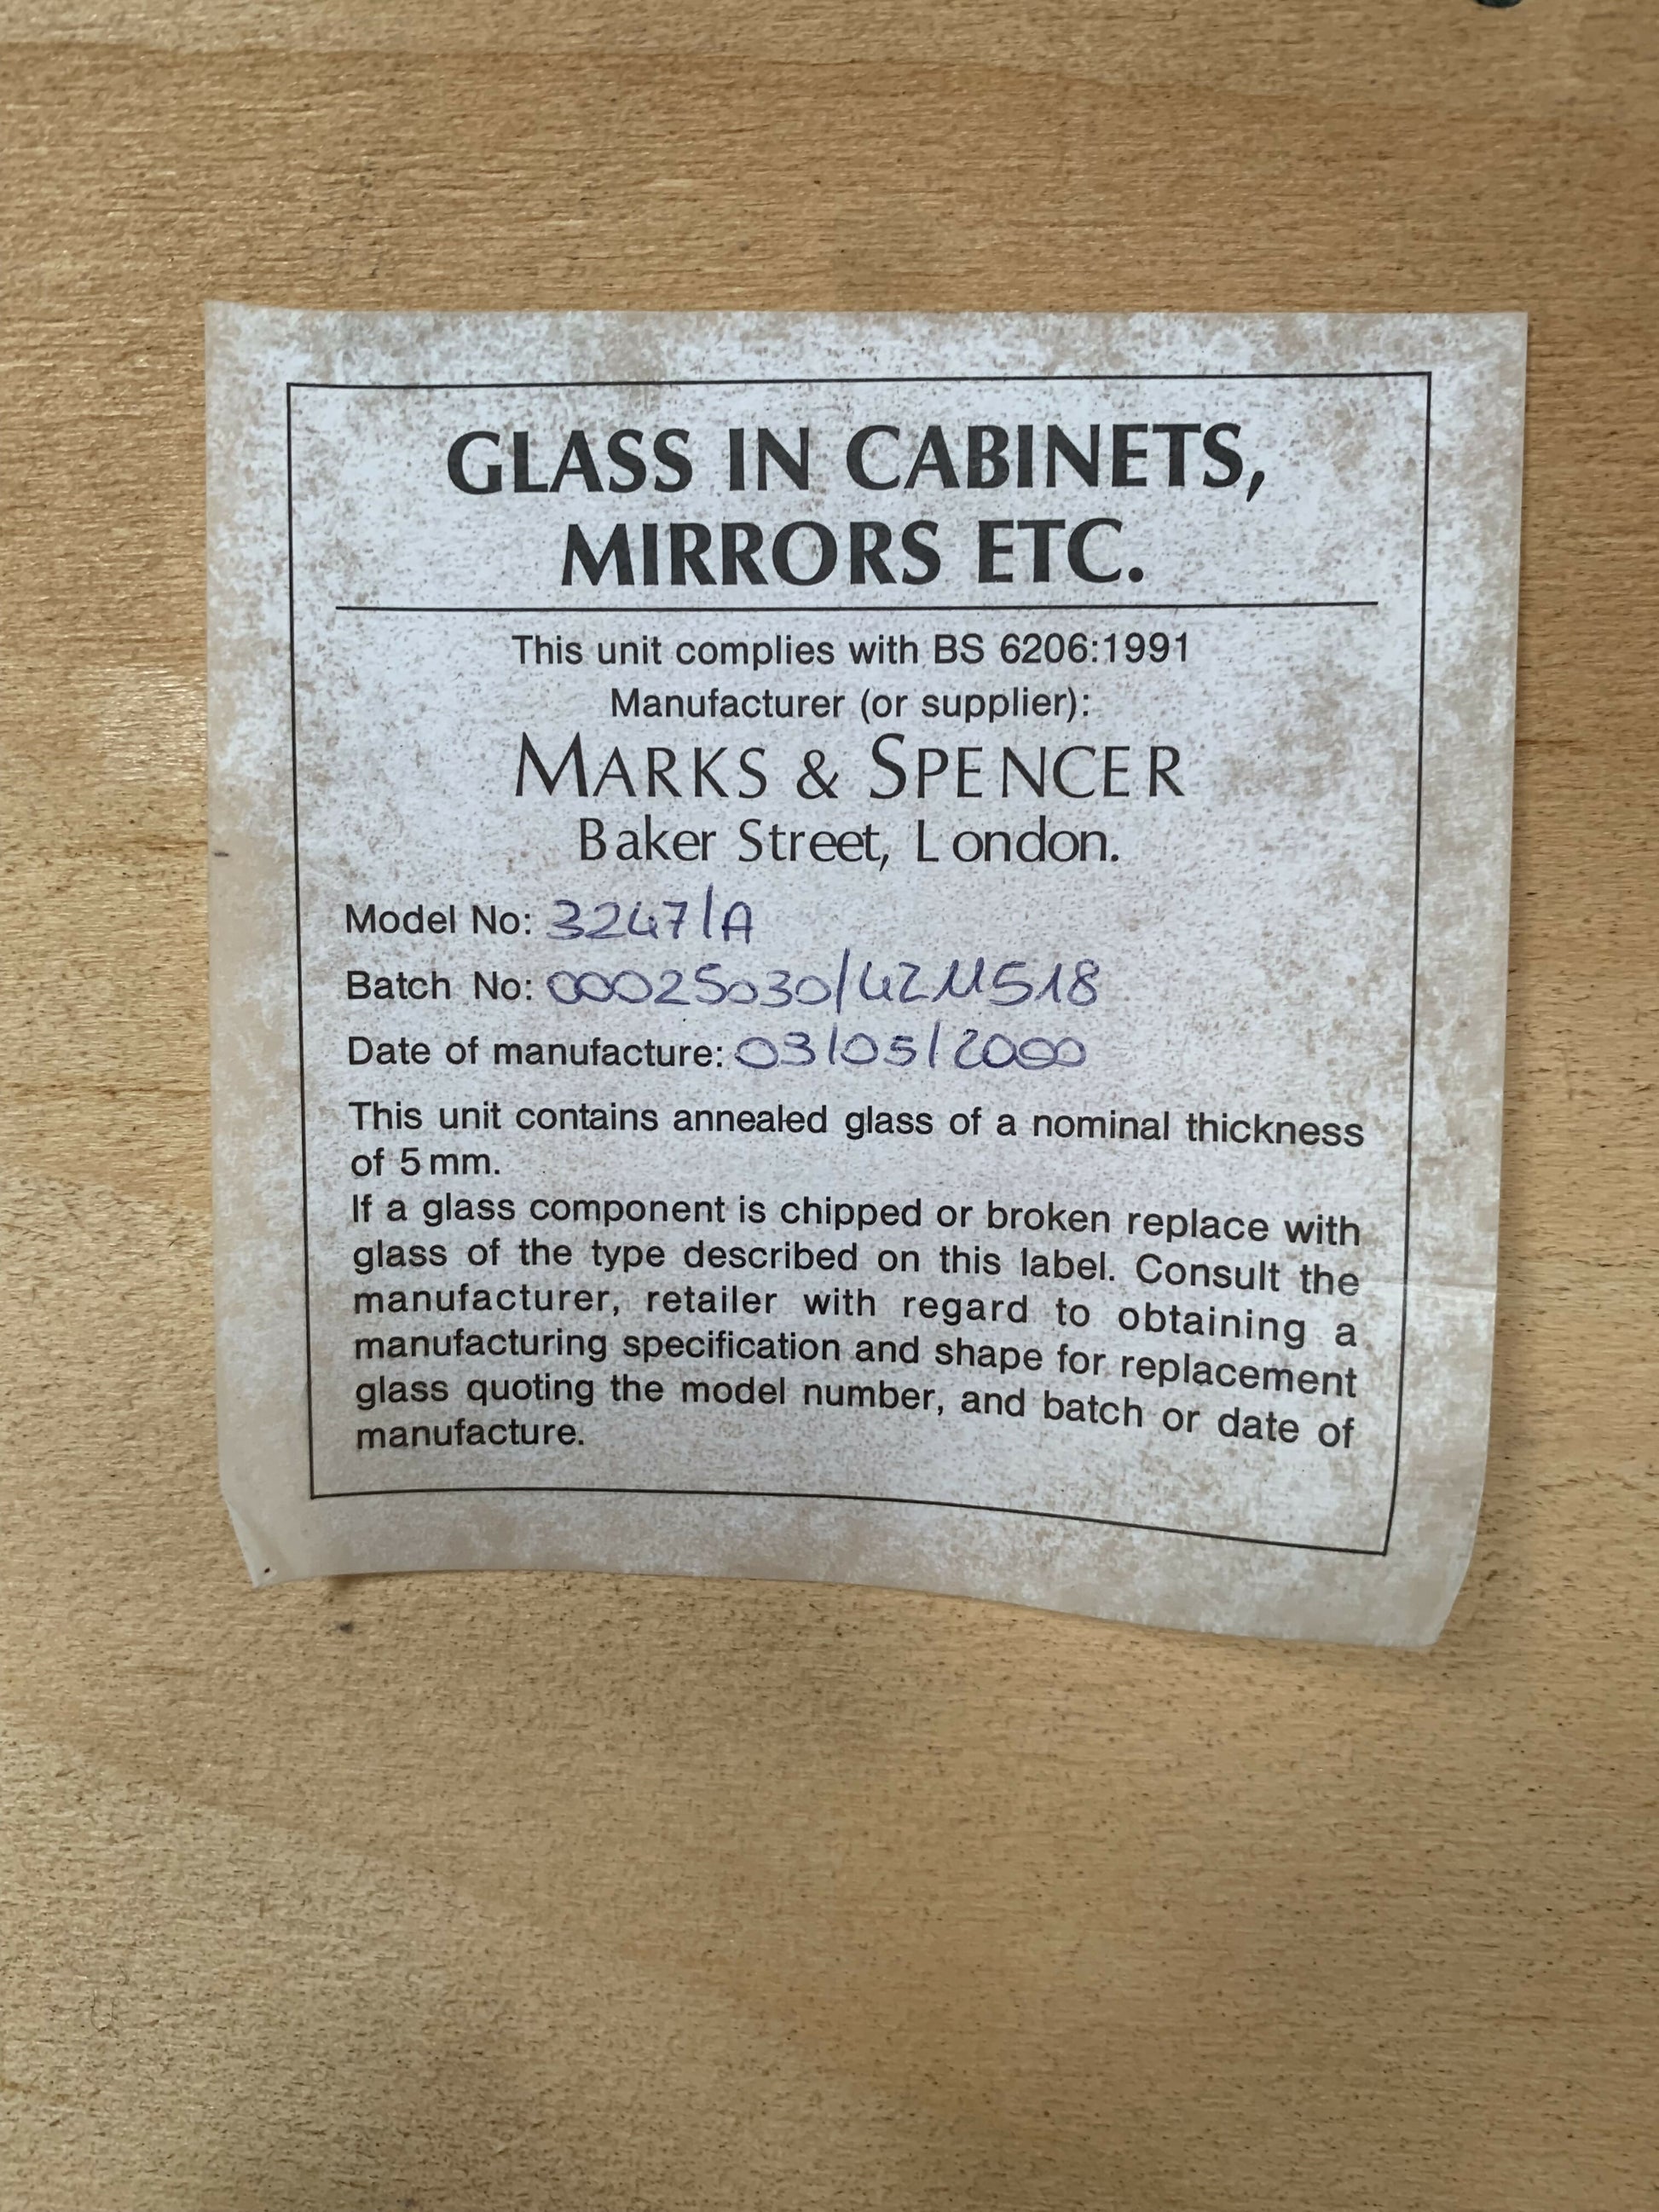 GLASS IN CABINETS,
MIRRORS ETC.
This unit complies with BS 6206:1991
Manufacturer (or supplier):
MARKS & SPENCER
Baker Street, London.
Model No: 3247/A
Batch No: 00025030/4211518
Date of manufacture: 03/05/2000
This unit contains annealed glass of a nominal thickness
of 5mm.
If a glass component is chipped or broken replace with
glass of the type described on this label. Consult the
manufacturer, retailer with regard to obtaining a
manufacturing specification and shape for replacement
glass quoting the model number, and batch or date of
manufacture.